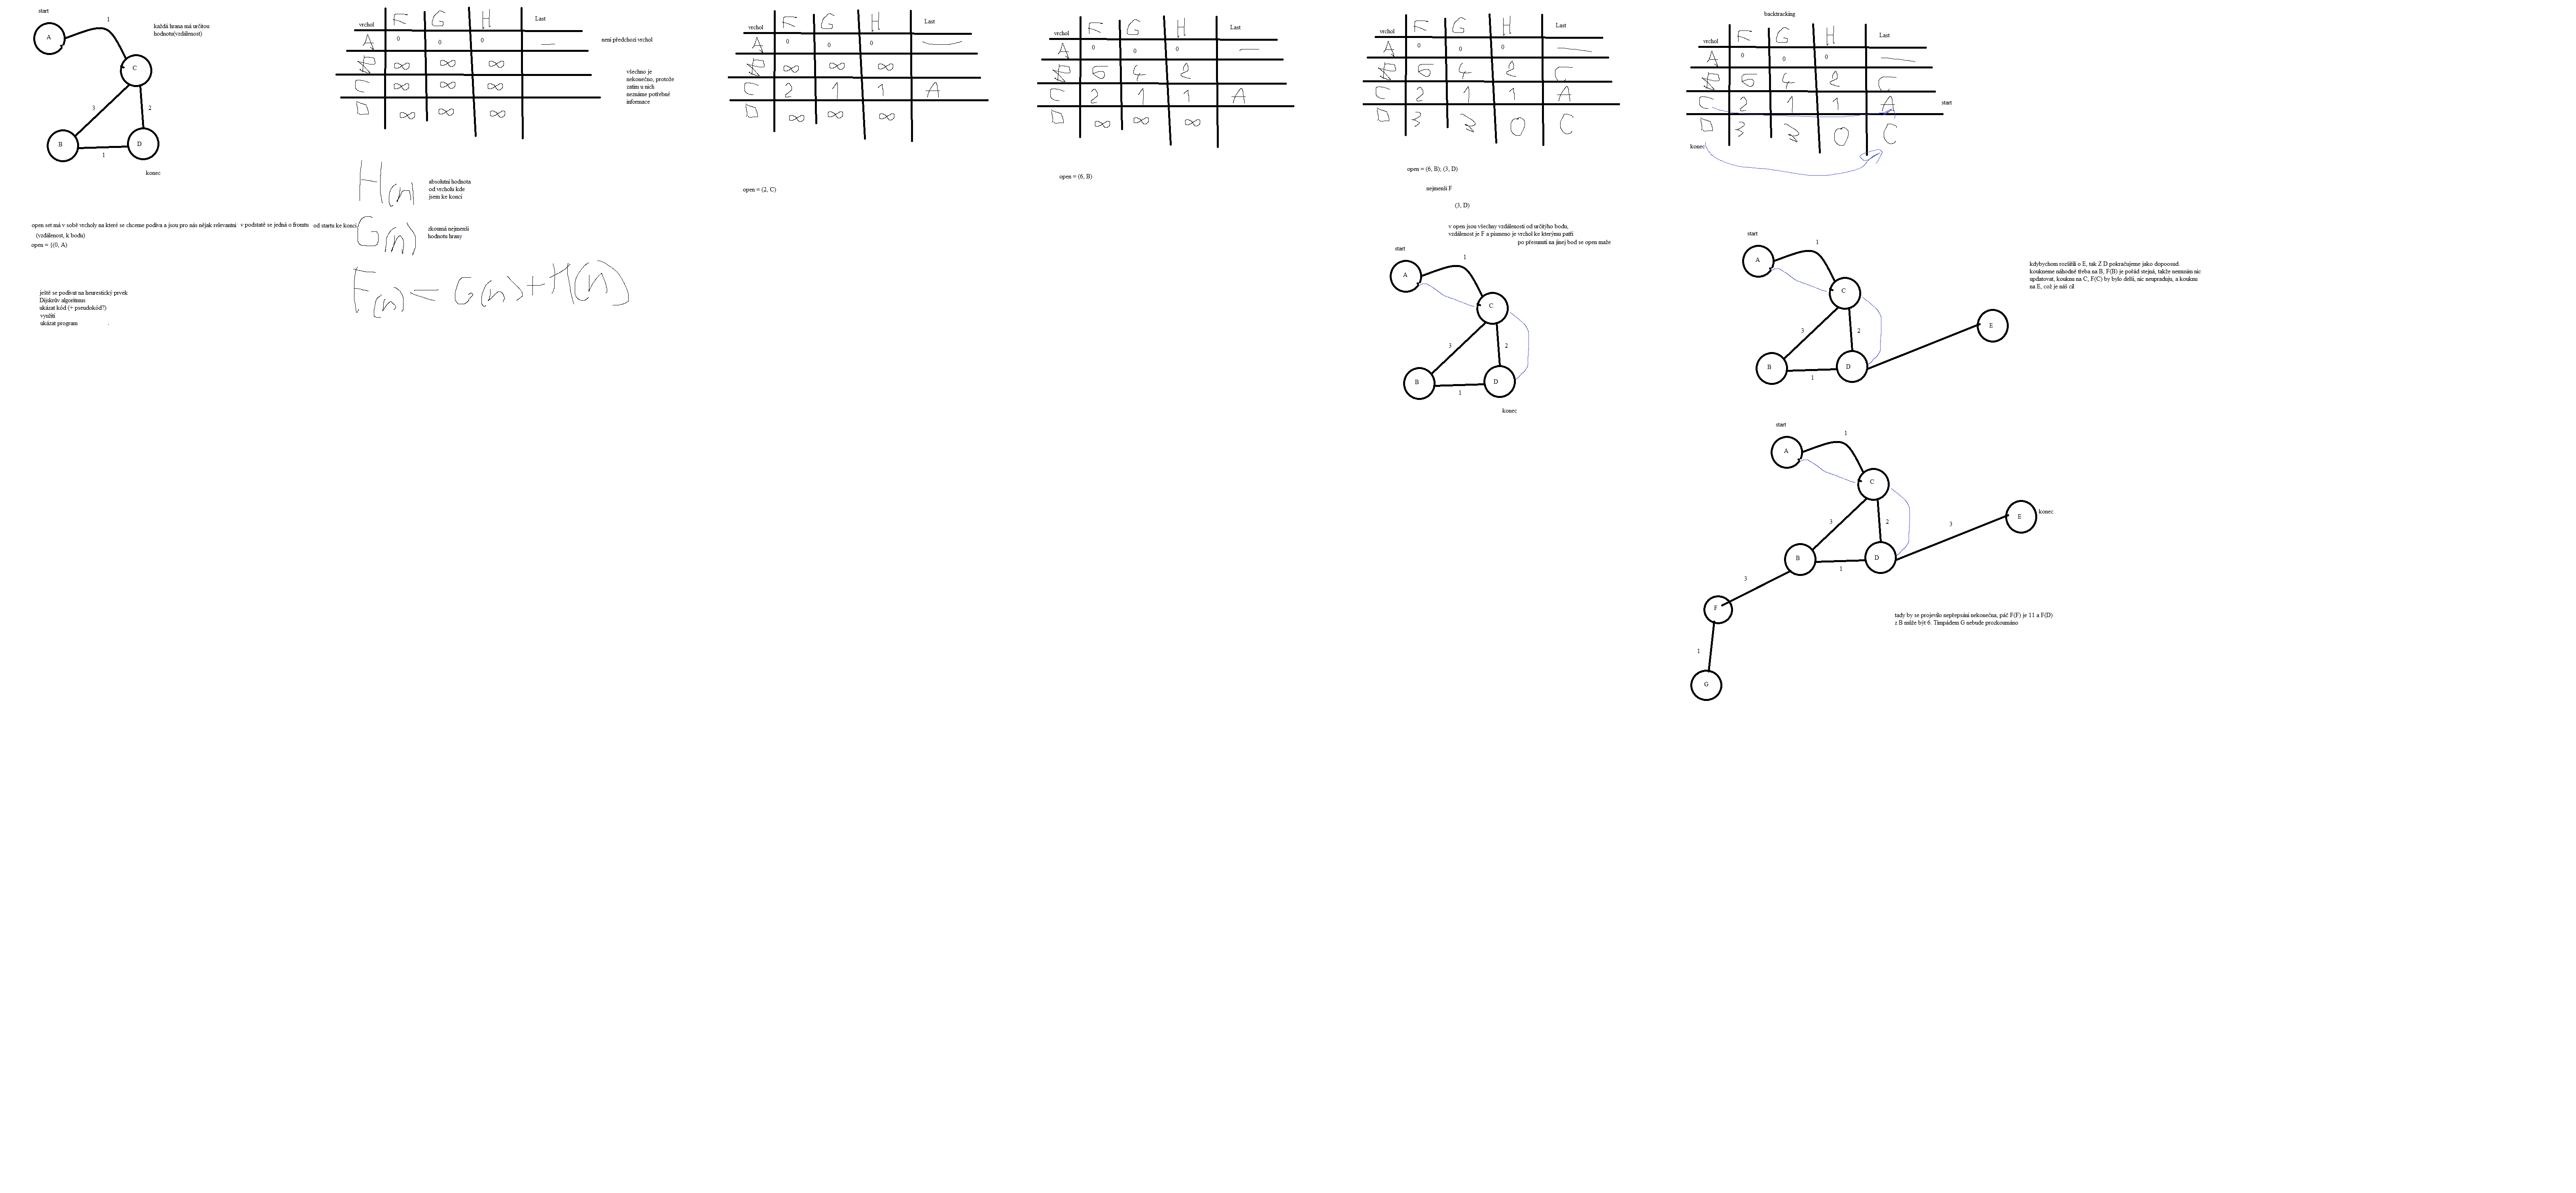 start
A
1
každá hrana má určitou
hodnotu(vzdálenost)
C
3
2
B
D
1
konec
open set má v sobě vrcholy na které se chceme podíva a jsou pro nás nějak relevantní v podstatě se jedná o frontu od startu ke konci
(vzdálenost, k bodu)
open = {(0, A)
ještě se podívat na heurestický prvek
Dijskrův algoritmus
ukázat kód (+ pseudokód?)
využití
ukázat program .
vrchol F G H Last
A 0 0 0 —
B ∞ ∞ ∞
C ∞ ∞ ∞
D ∞ ∞ ∞
není předchozí vrchol
všechno je
nekonečno, protože
zatím u nich
neznáme potřebné
informace
H(n)
absolutní hodnota
od vrcholu kde
jsem ke konci
G(n)
zkoumá nejmenší
hodnotu hrany
F(n) = G(n)+H(n)
vrchol F G H Last
A 0 0 0 —
B ∞ ∞ ∞
C 2 1 1 A
D ∞ ∞ ∞
open = (2, C)
vrchol F G H Last
A 0 0 0 —
B 6 4 2
C 2 1 1 A
D ∞ ∞ ∞
open = (6, B)
vrchol F G H Last
A 0 0 0 —
B 6 4 2 C
C 2 1 1 A
D 3 3 0 C
open = (6, B); (3, D)
nejmenší F
(3, D)
v open jsou všechny vzdálenosti od určitýho bodu,
vzdálenost je F a písmeno je vrchol ke kterýmu patří
po přesunutí na jinej bod se open maže
start
A
1
C
3
2
B
D
1
konec
backtracking
vrchol F G H Last
A 0 0 0 —
B 6 4 2 C
C 2 1 1 A
start
D 3 3 0 C
konec
start
A
1
C
3
2
E
B
D
1
kdybychom rozšířili o E, tak Z D pokračujeme jako dopooosud.
koukneme náhodně třeba na B, F(B) je pořád stejná, takže nemusím nic
updatovat, kouknu na C, F(C) by bylo delší, nic neupraduju, a kouknu
na E, což je náš cíl
start
A
1
C
3
2
3
E
konec
B
D
1
3
F
1
G
tady by se projevilo nepřepsání nekonečna, páč F(F) je 11 a F(D)
z B může být 6. Tímpádem G nebude prozkoumáno